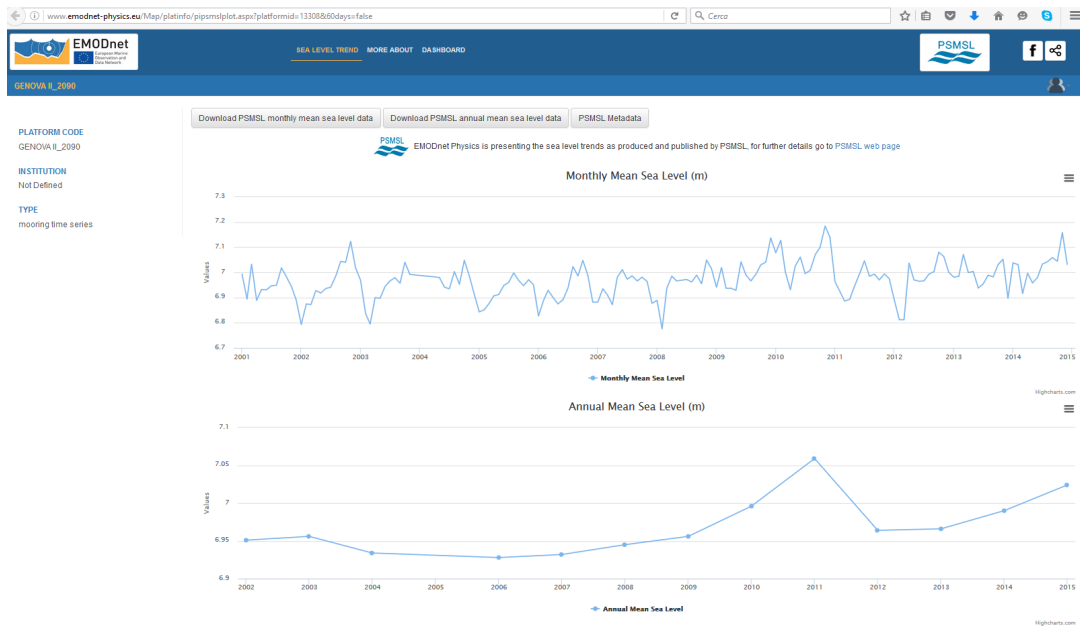 www.emodnet-physics.eu/Map/platinfo/pipsmslplot.aspx?platformid=13308&60days=false
Cerca
EMODnet
European Marine
Observation and
Data Network
SEA LEVEL TREND MORE ABOUT DASHBOARD
PSMSL
GENOVA II_2090
PLATFORM CODE
GENOVA II_2090
INSTITUTION
Not Defined
TYPE
mooring time series
Download PSMSL monthly mean sea level data
Download PSMSL annual mean sea level data
PSMSL Metadata
PSMSL
EMODnet Physics is presenting the sea level trends as produced and published by PSMSL, for further details go to PSMSL web page
Monthly Mean Sea Level (m)
7.3
7.2
7.1
7
6.9
6.8
6.7
Values
2001 2002 2003 2004 2005 2006 2007 2008 2009 2010 2011 2012 2013 2014 2015
Monthly Mean Sea Level
Highcharts.com
Annual Mean Sea Level (m)
7.1
7.05
7
6.95
6.9
Values
2002 2003 2004 2005 2006 2007 2008 2009 2010 2011 2012 2013 2014 2015
Annual Mean Sea Level
Highcharts.com